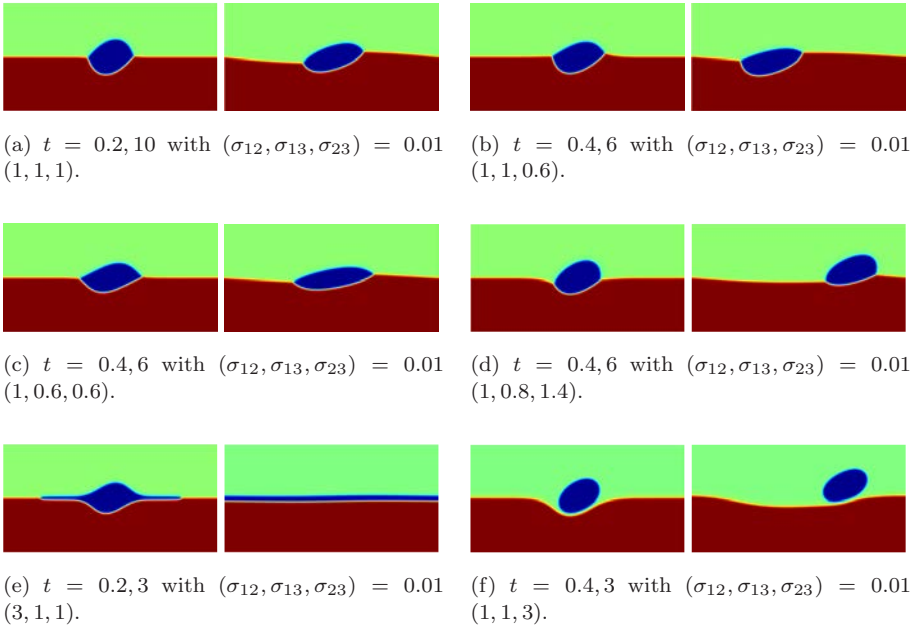 (a) t = 0.2, 10 with (σ₁₂, σ₁₃, σ₂₃) = 0.01
(1, 1, 1).
(b) t = 0.4, 6 with (σ₁₂, σ₁₃, σ₂₃) = 0.01
(1, 1, 0.6).
(c) t = 0.4, 6 with (σ₁₂, σ₁₃, σ₂₃) = 0.01
(1, 0.6, 0.6).
(d) t = 0.4, 6 with (σ₁₂, σ₁₃, σ₂₃) = 0.01
(1, 0.8, 1.4).
(e) t = 0.2, 3 with (σ₁₂, σ₁₃, σ₂₃) = 0.01
(3, 1, 1).
(f) t = 0.4, 3 with (σ₁₂, σ₁₃, σ₂₃) = 0.01
(1, 1, 3).